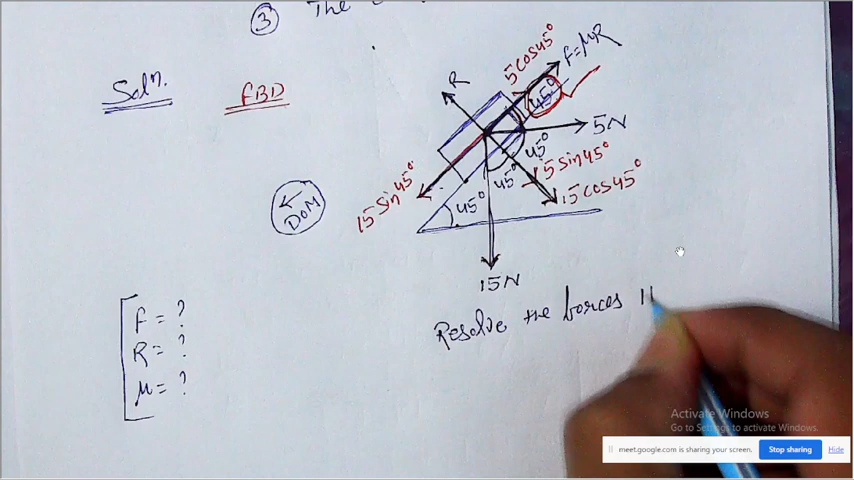 ③ The
Soln.
FBD
R
5cos45°
F=μR
45°
5N
45°
5sin45°
15sin45°
45°
45°
15cos45°
← DOM
15N
F = ?
R = ?
μ = ?
Resolve the forces 11
Activate Windows
Go to Settings to activate Windows.
meet.google.com is sharing your screen.
Stop sharing
Hide